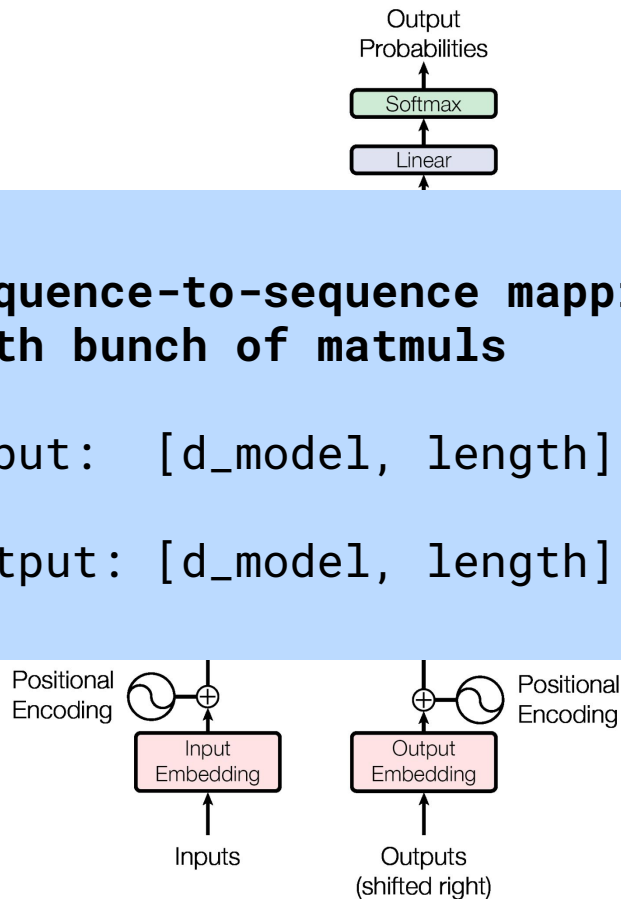 Output
Probabilities
Softmax
Linear
quence-to-sequence mapp
th bunch of matmuls
put: [d_model, length]
tput: [d_model, length]
Positional
Encoding
Positional
Encoding
Input
Embedding
Output
Embedding
Inputs
Outputs
(shifted right)